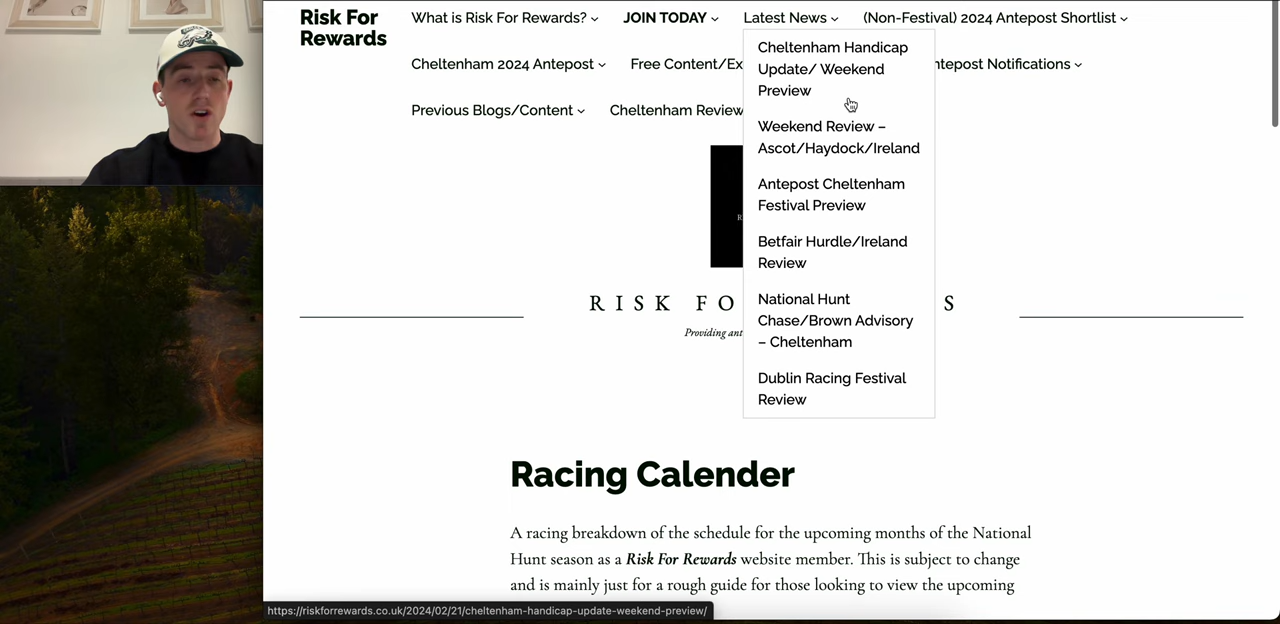 Risk For
Rewards
What is Risk For Rewards?
JOIN TODAY
Latest News
(Non-Festival) 2024 Antepost Shortlist
Cheltenham 2024 Antepost
Free Content/Ex
ntepost Notifications
Previous Blogs/Content
Cheltenham Review
Cheltenham Handicap
Update/ Weekend
Preview
Weekend Review –
Ascot/Haydock/Ireland
Antepost Cheltenham
Festival Preview
Betfair Hurdle/Ireland
Review
National Hunt
Chase/Brown Advisory
– Cheltenham
Dublin Racing Festival
Review
R
RISK FO S
Providing ant
Racing Calender
A racing breakdown of the schedule for the upcoming months of the National
Hunt season as a Risk For Rewards website member. This is subject to change
and is mainly just for a rough guide for those looking to view the upcoming
https://riskforrewards.co.uk/2024/02/21/cheltenham-handicap-update-weekend-preview/